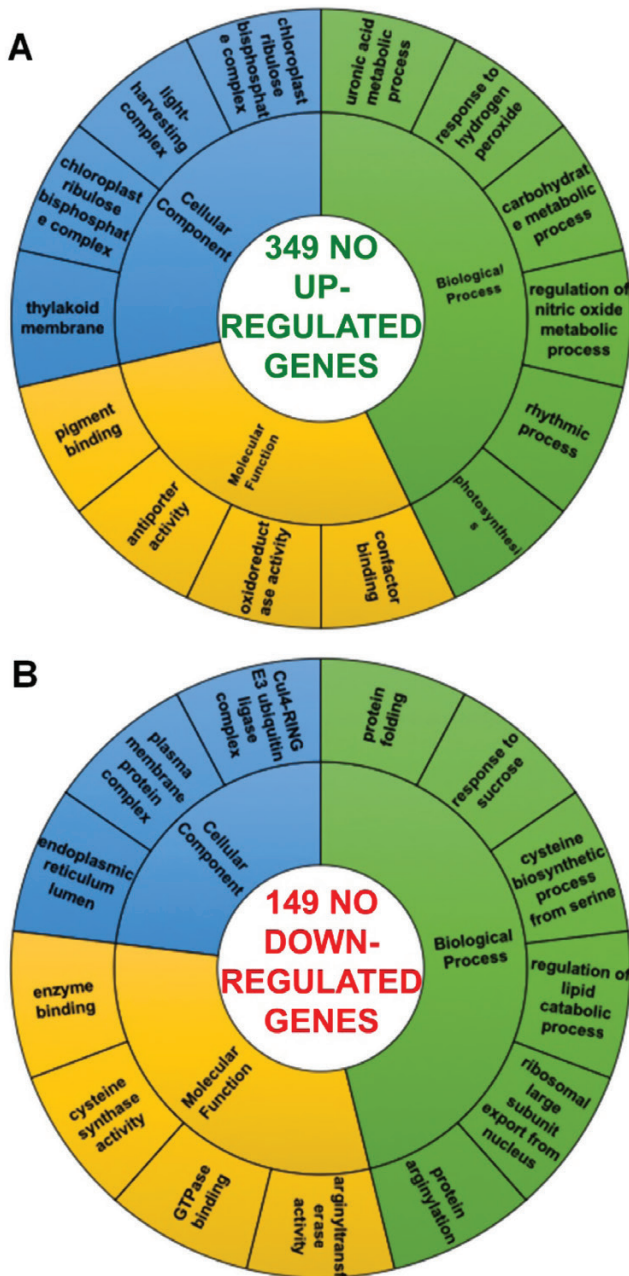 A
349 NO
UP-
REGULATED
GENES
Biological
Process
uronic acid
metabolic
process
response to
hydrogen
peroxide
carbohydrat
e metabolic
process
regulation of
nitric oxide
metabolic
process
rhythmic
process
photosynthesi
s
Molecular
Function
confactor
binding
oxidoreduct
ase activity
antiporter
activity
pigment
binding
Cellular
Component
thylakoid
membrane
chloroplast
ribulose
bisphosphat
e complex
light-
harvesting
complex
chloroplast
ribulose
bisphosphat
e complex
B
149 NO
DOWN-
REGULATED
GENES
Biological
Process
protein
folding
response to
sucrose
cysteine
biosynthetic
process
from serine
regulation of
lipid
catabolic
process
ribosomal
large
subunit
export from
nucleus
protein
arginylation
Molecular
Function
arginyltransf
erase
activity
GTPase
binding
cysteine
synthase
activity
enzyme
binding
Cellular
Component
endoplasmic
reticulum
lumen
plasma
membrane
protein
complex
Cul4-RING
E3 ubiquitin
ligase
complex